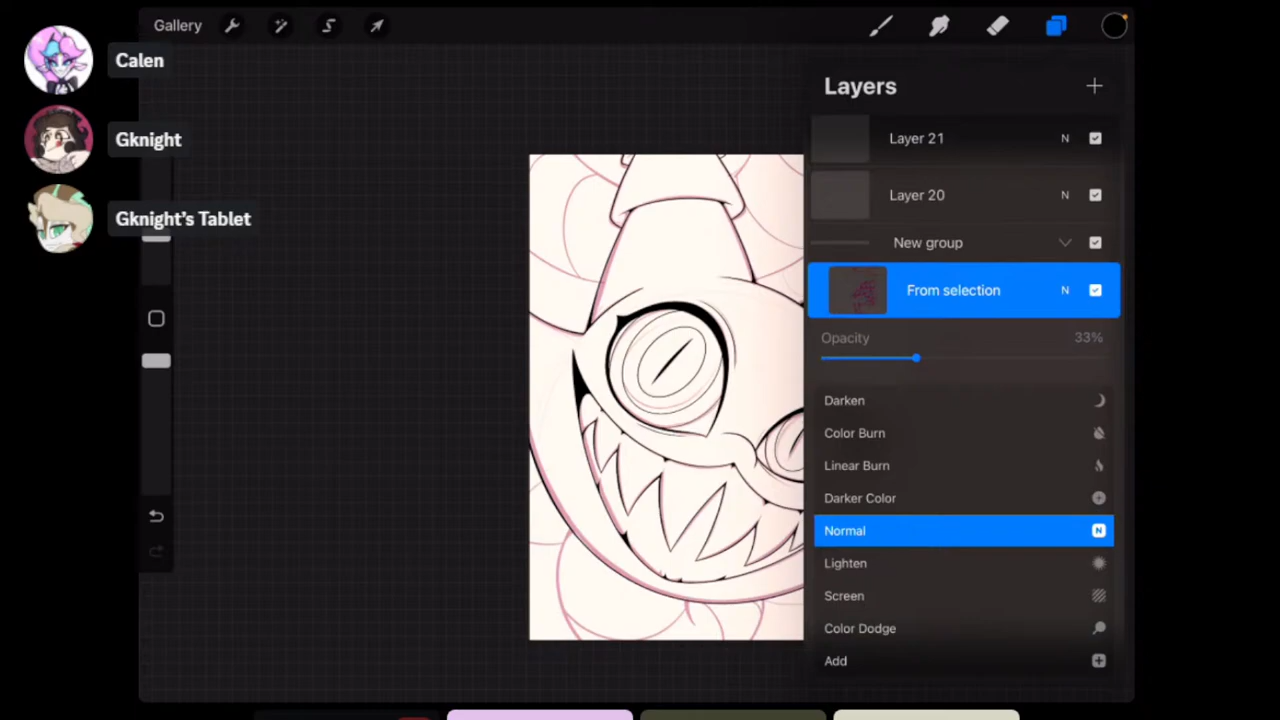 Gallery
Calen
Gknight
Gknight's Tablet
Layers
Layer 21 N
Layer 20 N
New group
From selection N
Opacity 33%
Darken
Color Burn
Linear Burn
Darker Color
Normal N
Lighten
Screen
Color Dodge
Add